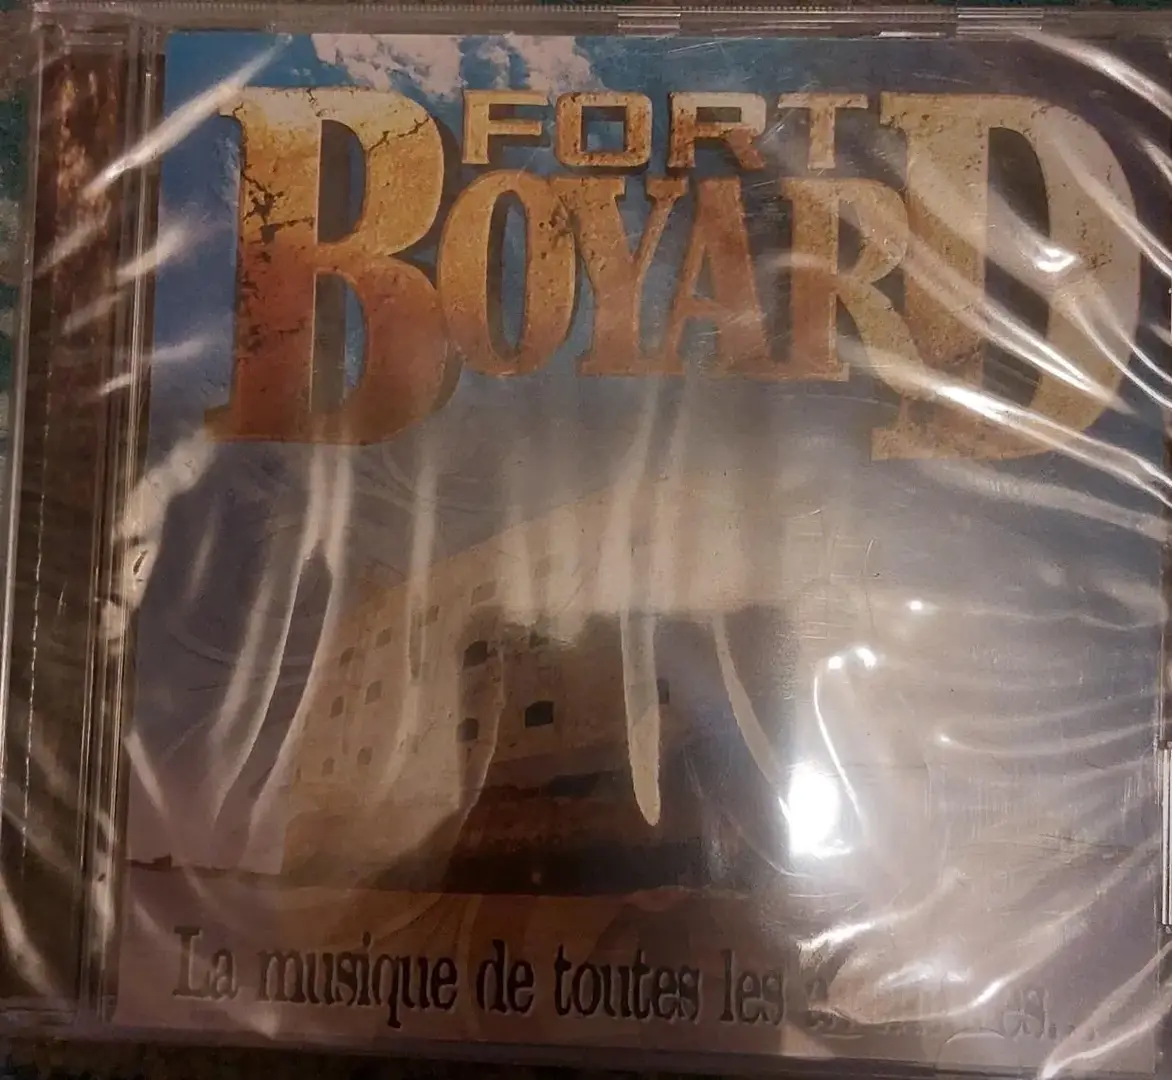 FORT
BOYARD
La musique de toutes les